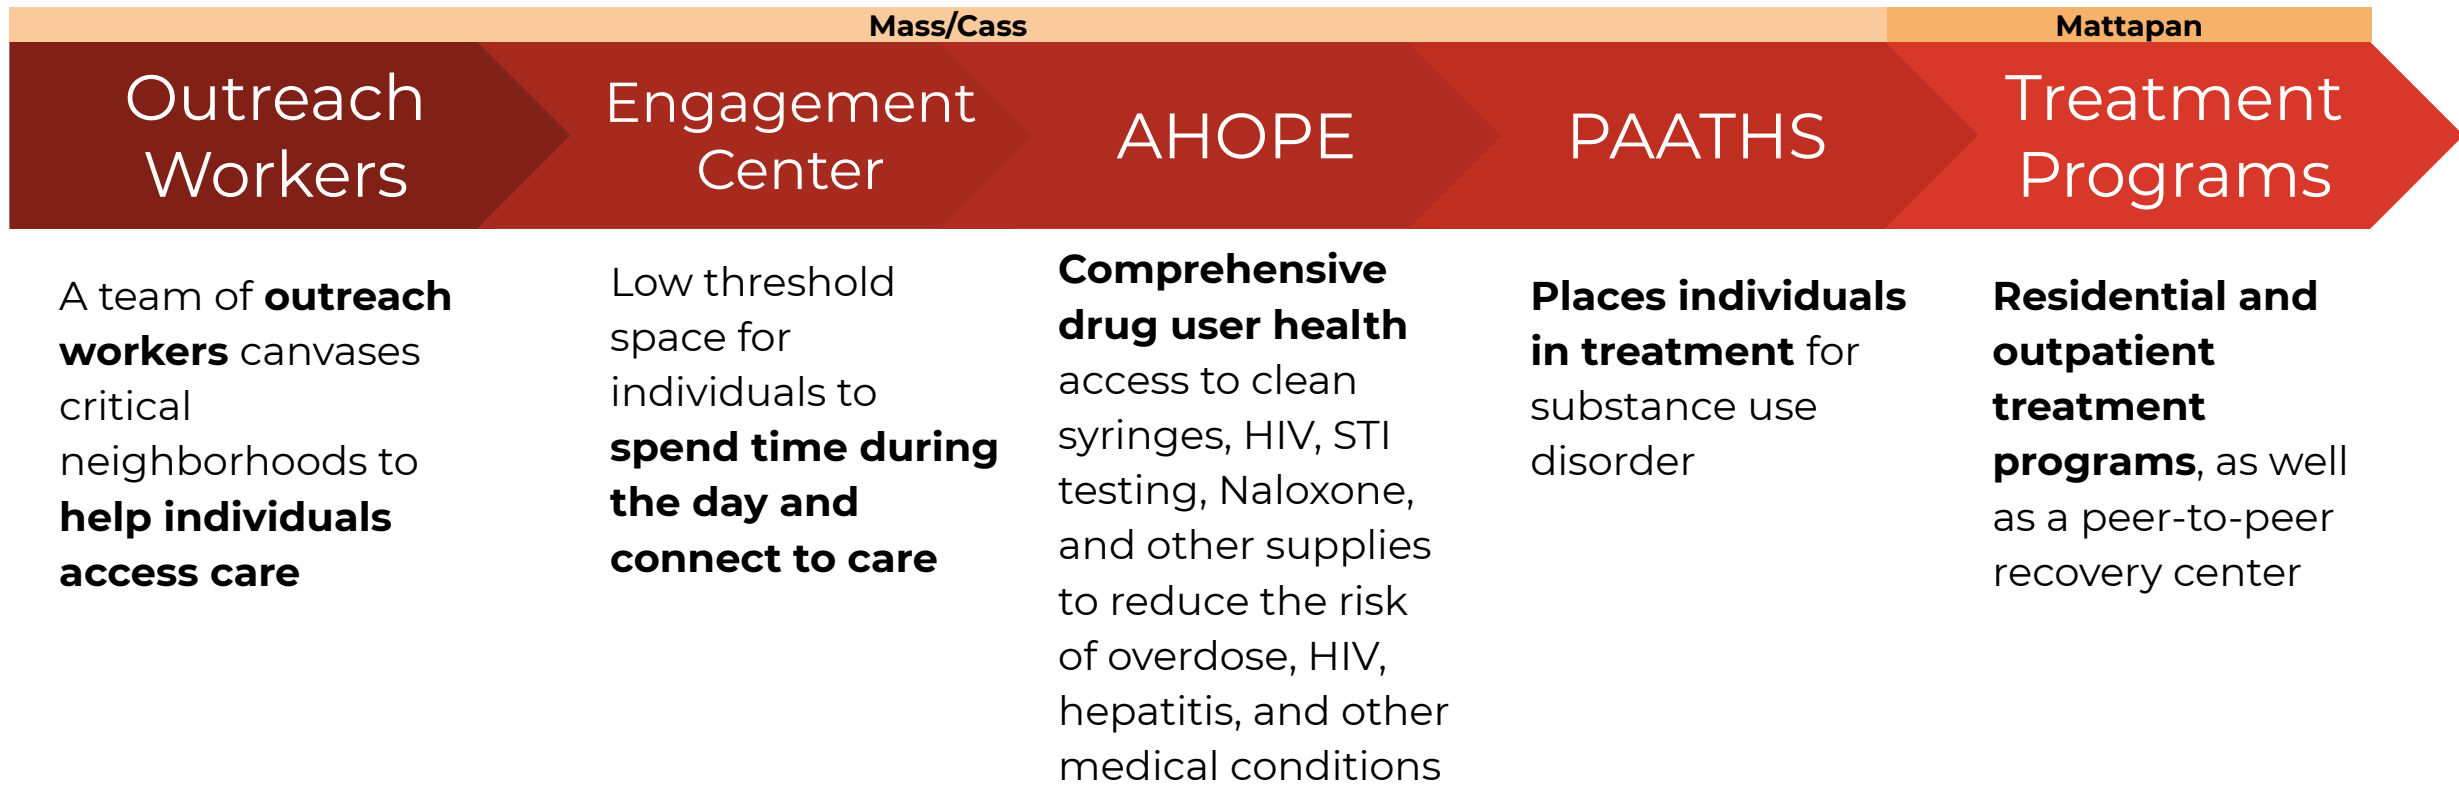 Mass/Cass
Mattapan
Outreach
Workers
Engagement
Center
AHOPE
PAATHS
Treatment
Programs
A team of outreach
workers canvases
critical
neighborhoods to
help individuals
access care
Low threshold
space for
individuals to
spend time during
the day and
connect to care
Comprehensive
drug user health
access to clean
syringes, HIV, STI
testing, Naloxone,
and other supplies
to reduce the risk
of overdose, HIV,
hepatitis, and other
medical conditions
Places individuals
in treatment for
substance use
disorder
Residential and
outpatient
treatment
programs, as well
as a peer-to-peer
recovery center